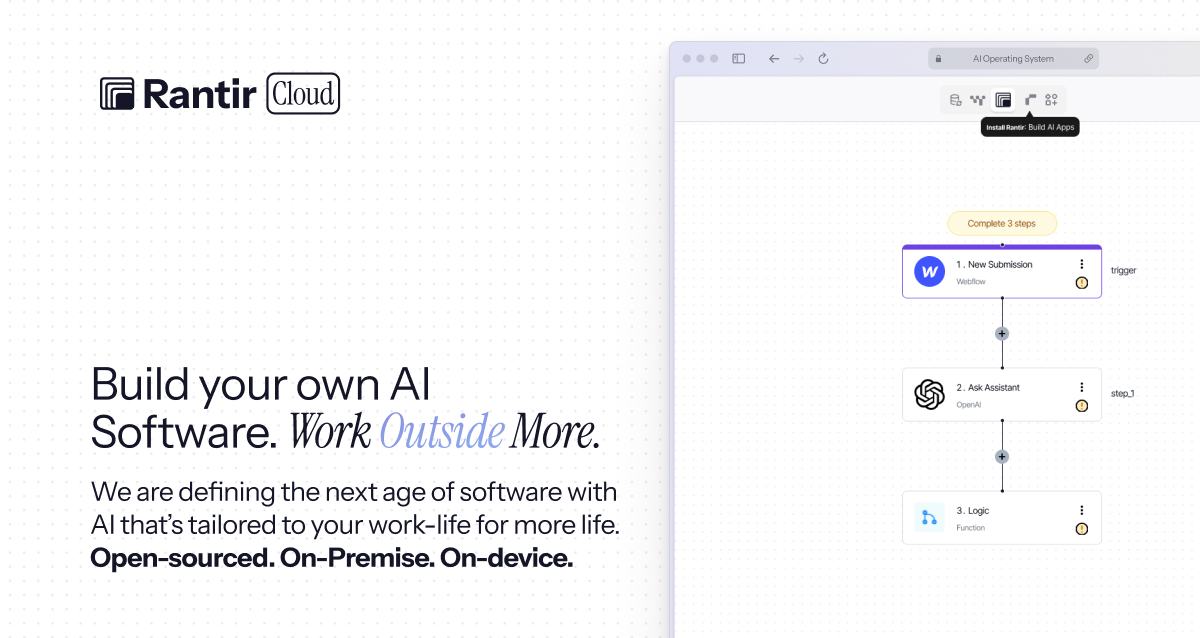 Rantir Cloud
Build your own AI
Software. Work Outside More.
We are defining the next age of software with
AI that's tailored to your work-life for more life.
Open-sourced. On-Premise. On-device.
AI Operating System
Install Rantir: Build AI Apps
Complete 3 steps
1 . New Submission
Webflow
trigger
2 . Ask Assistant
OpenAI
step_1
3 . Logic
Function